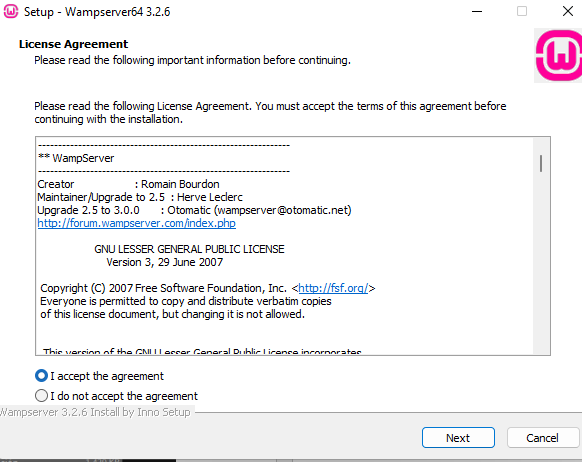 Setup - Wampserver64 3.2.6
License Agreement
Please read the following important information before continuing.
Please read the following License Agreement. You must accept the terms of this agreement before
continuing with the installation.
------------------------------------------------------------
** WampServer
------------------------------------------------------------
Creator : Romain Bourdon
Maintainer/Upgrade to 2.5 : Herve Leclerc
Upgrade 2.5 to 3.0.0 : Otomatic (wampserver@otomatic.net)
http://forum.wampserver.com/index.php
GNU LESSER GENERAL PUBLIC LICENSE
Version 3, 29 June 2007
Copyright (C) 2007 Free Software Foundation, Inc. <http://fsf.org/>
Everyone is permitted to copy and distribute verbatim copies
of this license document, but changing it is not allowed.
This version of the GNU Lesser General Public License incorporates
I accept the agreement
I do not accept the agreement
Wampserver 3.2.6 Install by Inno Setup
Next
Cancel